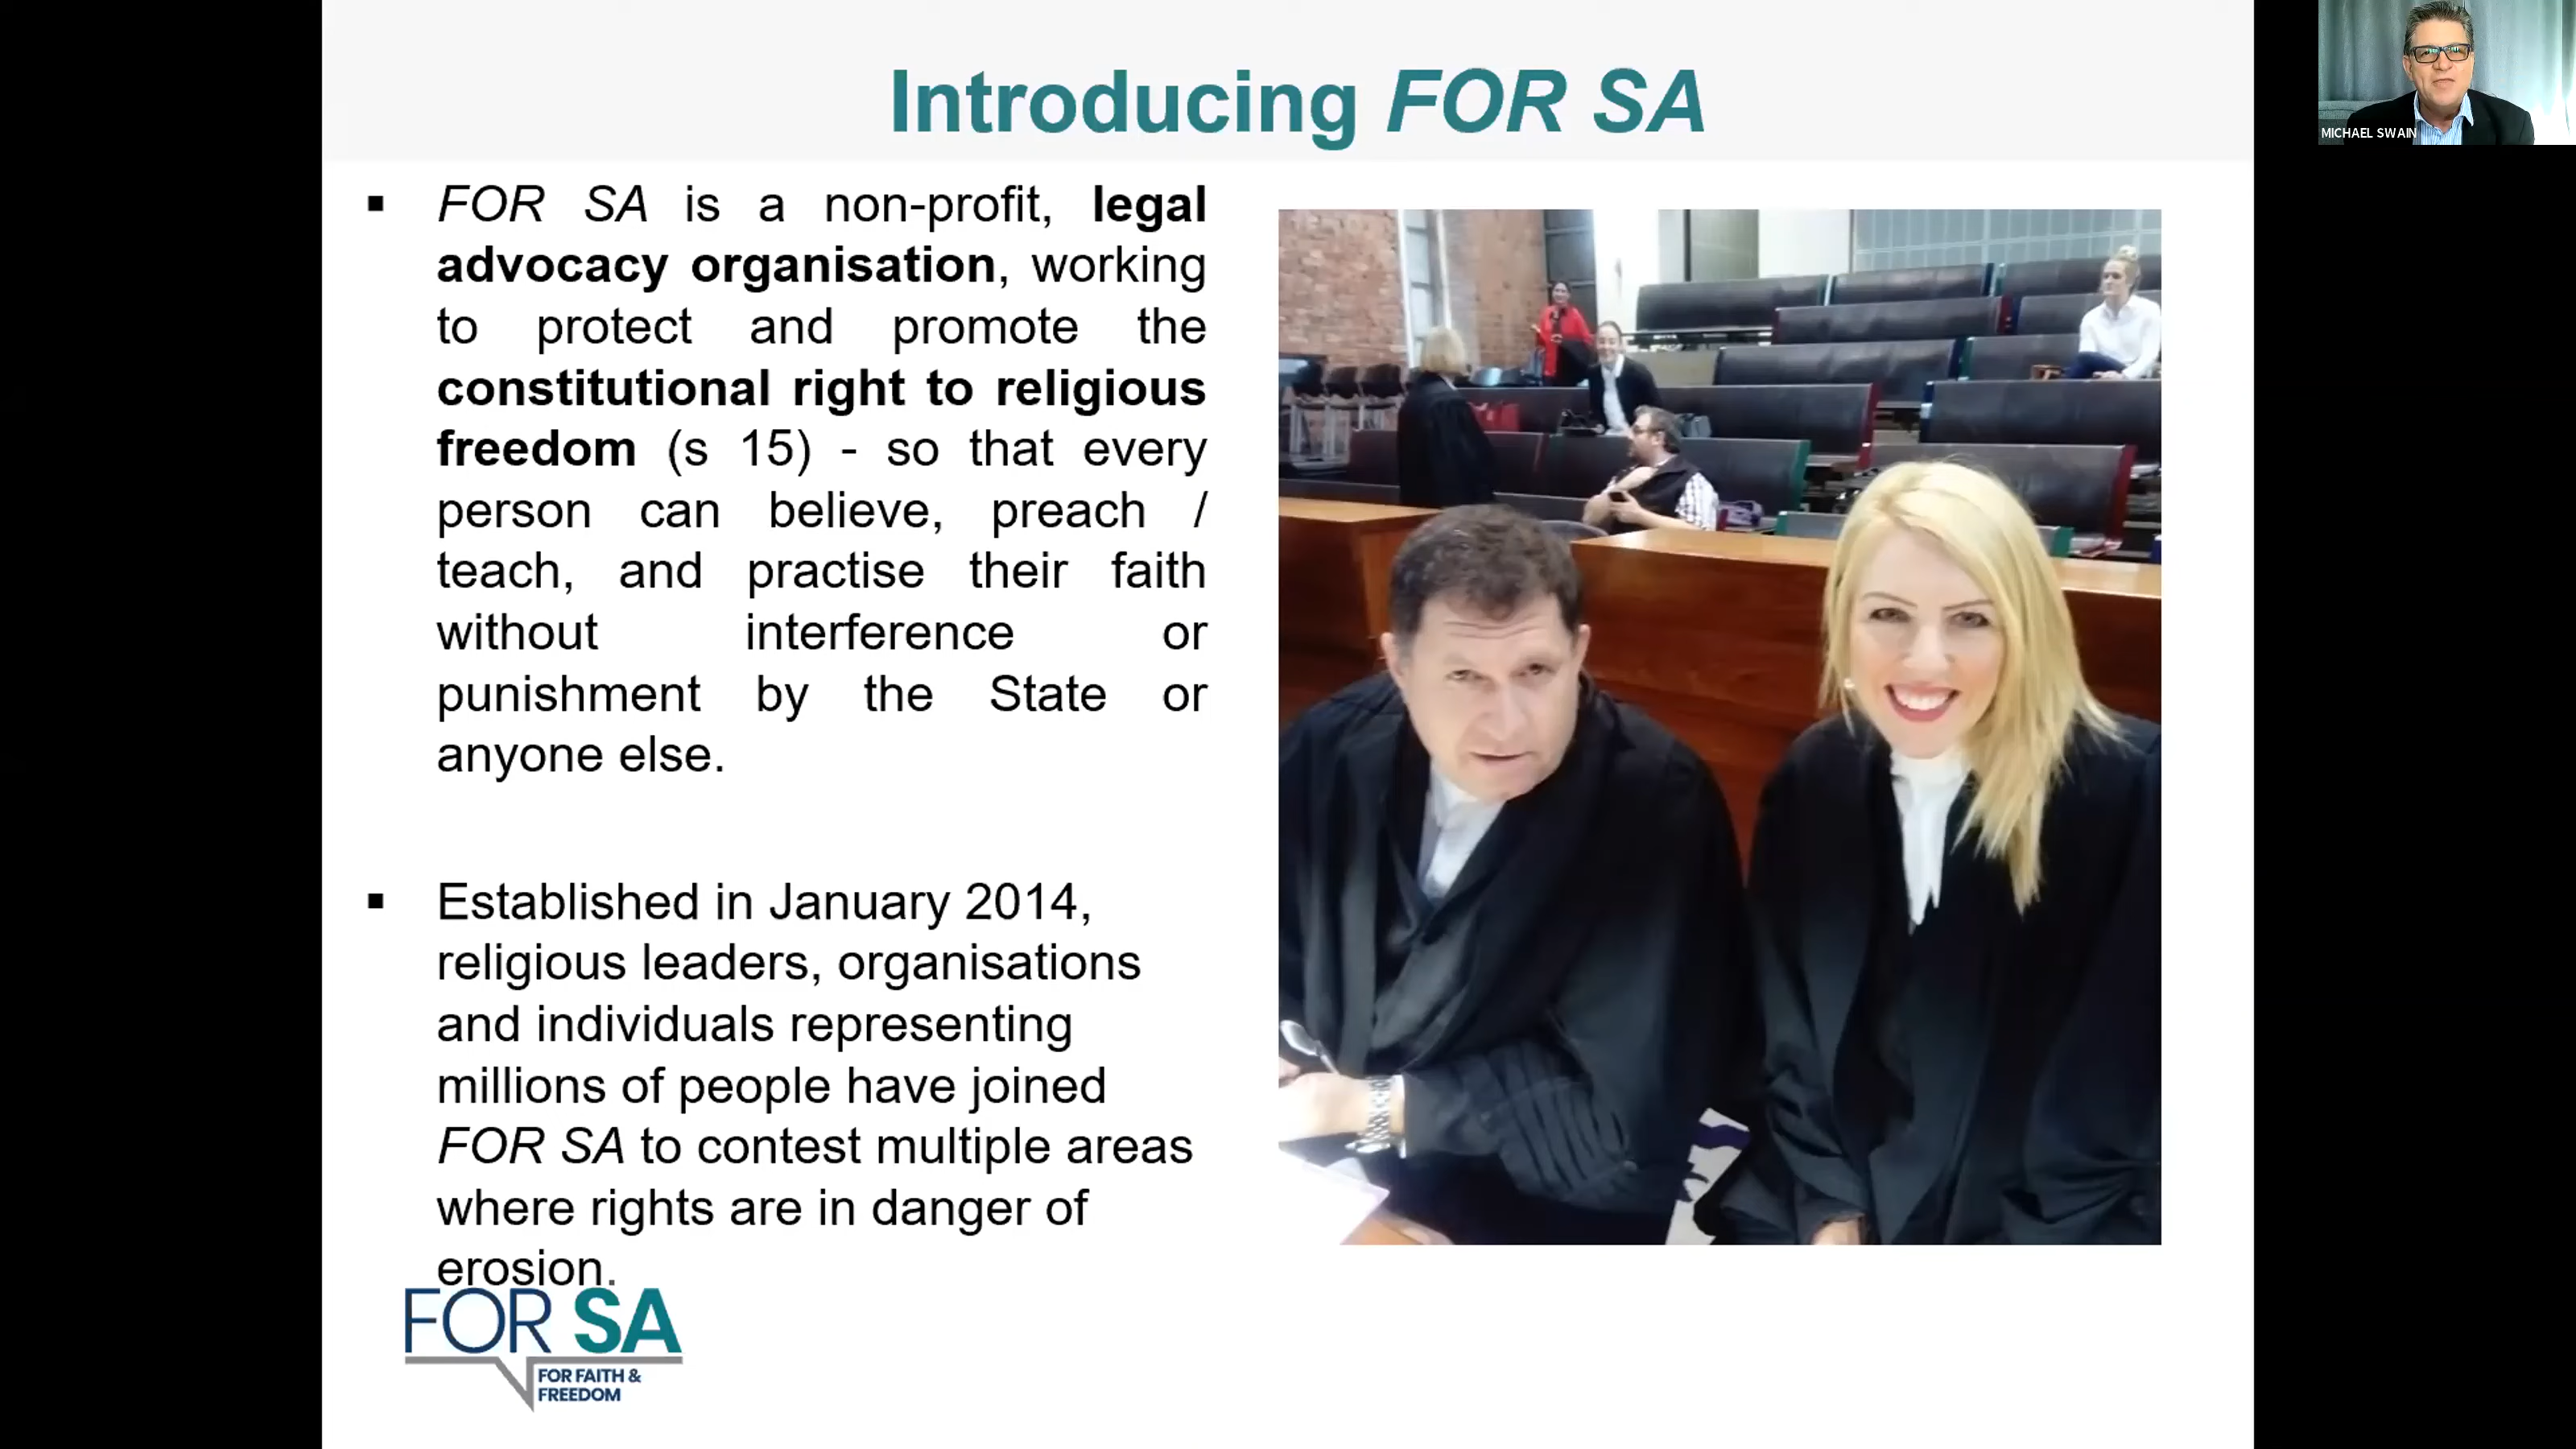 Introducing FOR SA
MICHAEL SWAIN
▪ FOR SA is a non-profit, legal
advocacy organisation, working
to protect and promote the
constitutional right to religious
freedom (s 15) - so that every
person can believe, preach /
teach, and practise their faith
without interference or
punishment by the State or
anyone else.
▪ Established in January 2014,
religious leaders, organisations
and individuals representing
millions of people have joined
FOR SA to contest multiple areas
where rights are in danger of
erosion.
FOR SA
FOR FAITH &
FREEDOM